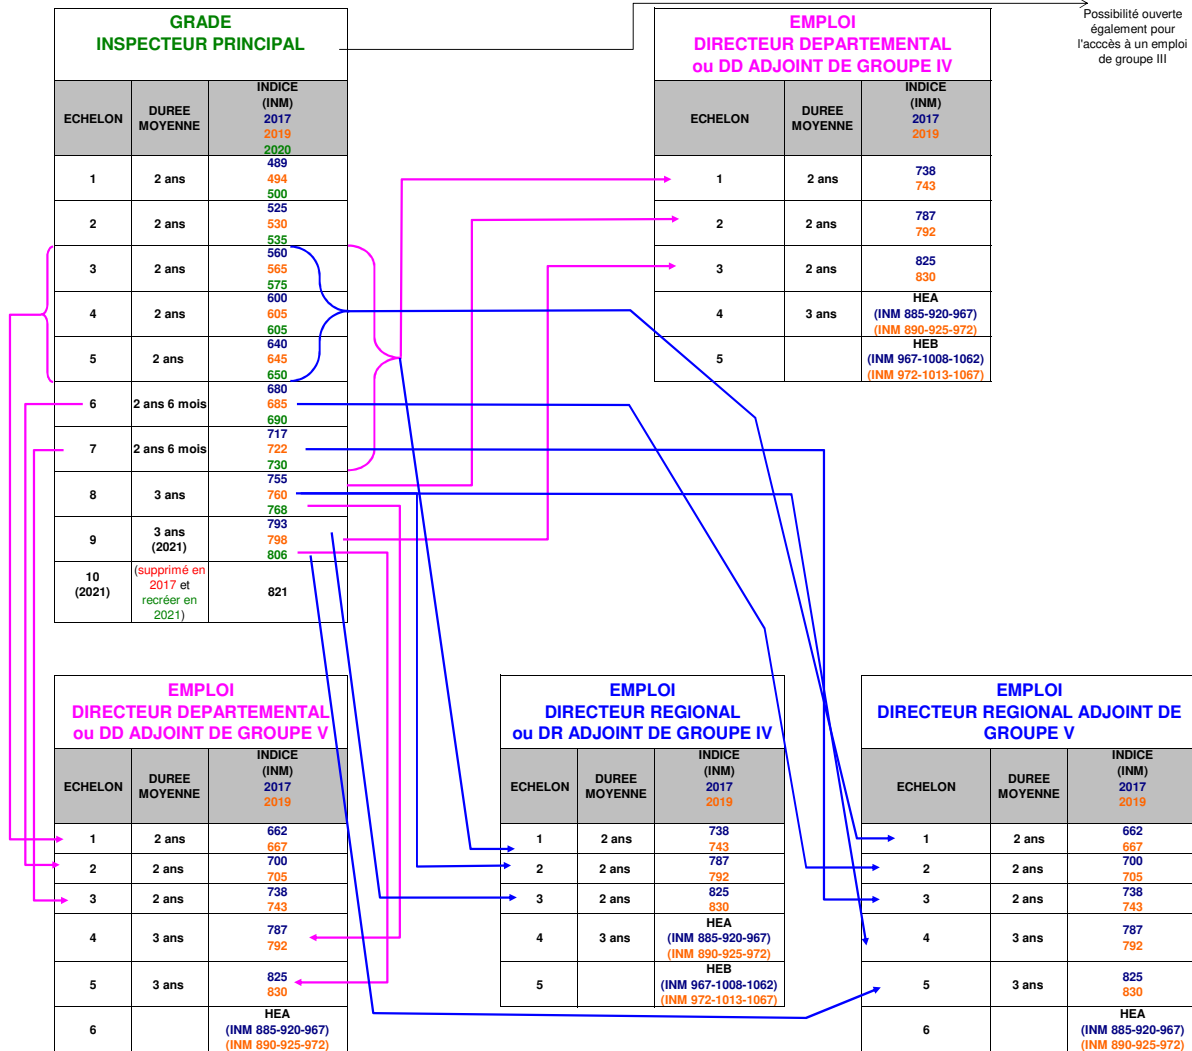 GRADE
INSPECTEUR PRINCIPAL
ECHELON
DUREE
MOYENNE
INDICE
(INM)
2017
2019
2020
1
2 ans
489
494
500
2
2 ans
525
530
535
3
2 ans
560
565
575
4
2 ans
600
605
605
5
2 ans
640
645
650
6
2 ans 6 mois
680
685
690
7
2 ans 6 mois
717
722
730
8
3 ans
755
760
768
9
3 ans
(2021)
793
798
806
10
(2021)
(supprimé en
2017 et
recréer en
2021)
821
EMPLOI
DIRECTEUR DEPARTEMENTAL
ou DD ADJOINT DE GROUPE IV
ECHELON
DUREE
MOYENNE
INDICE
(INM)
2017
2019
1
2 ans
738
743
2
2 ans
787
792
3
2 ans
825
830
4
3 ans
HEA
(INM 885-920-967)
(INM 890-925-972)
5
HEB
(INM 967-1008-1062)
(INM 972-1013-1067)
Possibilité ouverte
également pour
l'acccès à un emploi
de groupe III
EMPLOI
DIRECTEUR DEPARTEMENTAL
ou DD ADJOINT DE GROUPE V
ECHELON
DUREE
MOYENNE
INDICE
(INM)
2017
2019
1
2 ans
662
667
2
2 ans
700
705
3
2 ans
738
743
4
3 ans
787
792
5
3 ans
825
830
6
HEA
(INM 885-920-967)
(INM 890-925-972)
EMPLOI
DIRECTEUR REGIONAL
ou DR ADJOINT DE GROUPE IV
ECHELON
DUREE
MOYENNE
INDICE
(INM)
2017
2019
1
2 ans
738
743
2
2 ans
787
792
3
2 ans
825
830
4
3 ans
HEA
(INM 885-920-967)
(INM 890-925-972)
5
HEB
(INM 967-1008-1062)
(INM 972-1013-1067)
EMPLOI
DIRECTEUR REGIONAL ADJOINT DE
GROUPE V
ECHELON
DUREE
MOYENNE
INDICE
(INM)
2017
2019
1
2 ans
662
667
2
2 ans
700
705
3
2 ans
738
743
4
3 ans
787
792
5
3 ans
825
830
6
HEA
(INM 885-920-967)
(INM 890-925-972)